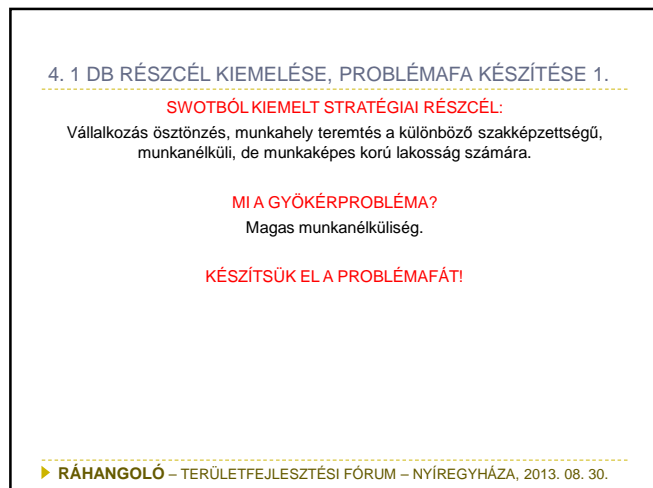 4. 1 DB RÉSZCÉL KIEMELÉSE, PROBLÉMAFA KÉSZÍTÉSE 1.
SWOTBÓL KIEMELT STRATÉGIAI RÉSZCÉL:
Vállalkozás ösztönzés, munkahely teremtés a különböző szakképzettségű,
munkanélküli, de munkaképes korú lakosság számára.
MI A GYÖKÉRPROBLÉMA?
Magas munkanélküliség.
KÉSZÍTSÜK EL A PROBLÉMAFÁT!
RÁHANGOLÓ – TERÜLETFEJLESZTÉSI FÓRUM – NYÍREGYHÁZA, 2013. 08. 30.